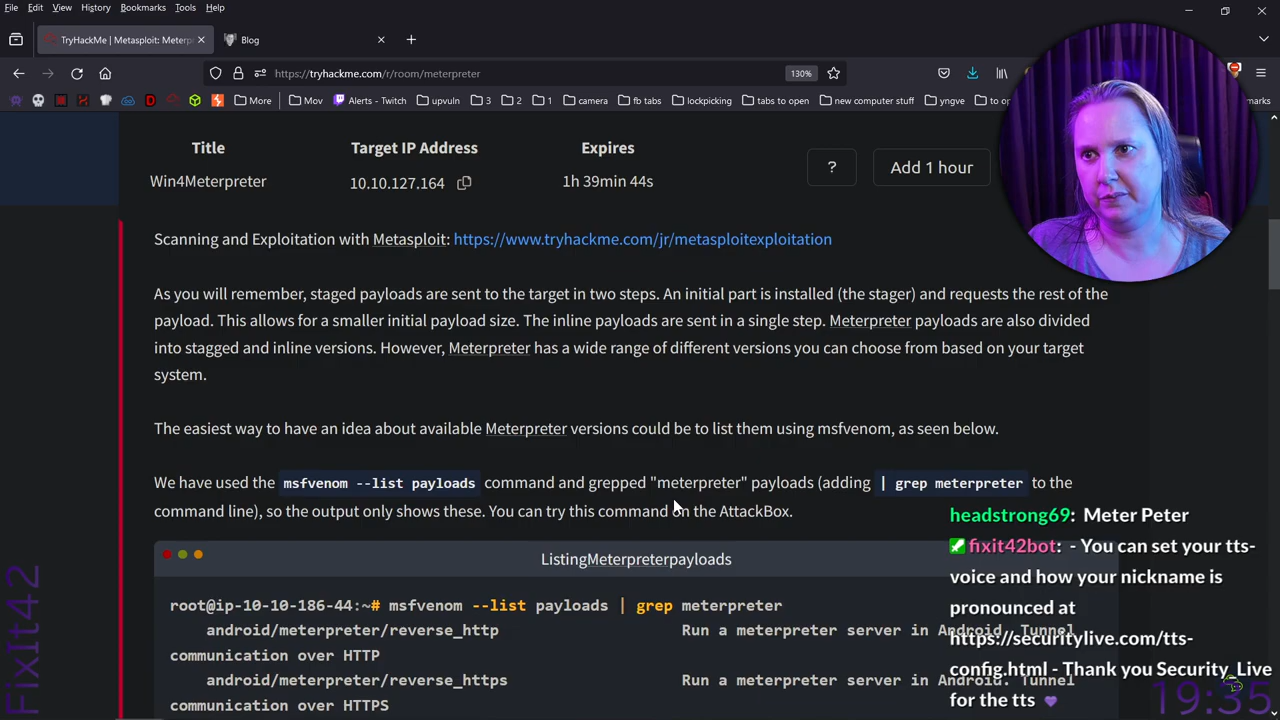 File Edit View History Bookmarks Tools Help
TryHackMe | Metasploit: Meterp
Blog
https://tryhackme.com/r/room/meterpreter
130%
More Mov Alerts - Twitch upvuln 3 2 1 camera fb tabs lockpicking tabs to open new computer stuff yngve to op
marks
Title Target IP Address Expires
Win4Meterpreter 10.10.127.164 1h 39min 44s
? Add 1 hour
Scanning and Exploitation with Metasploit: https://www.tryhackme.com/jr/metasploitexploitation
As you will remember, staged payloads are sent to the target in two steps. An initial part is installed (the stager) and requests the rest of the
payload. This allows for a smaller initial payload size. The inline payloads are sent in a single step. Meterpreter payloads are also divided
into stagged and inline versions. However, Meterpreter has a wide range of different versions you can choose from based on your target
system.
The easiest way to have an idea about available Meterpreter versions could be to list them using msfvenom, as seen below.
We have used the msfvenom --list payloads command and grepped "meterpreter" payloads (adding | grep meterpreter to the
command line), so the output only shows these. You can try this command on the AttackBox.
ListingMeterpreterpayloads
root@ip-10-10-186-44:~# msfvenom --list payloads | grep meterpreter
android/meterpreter/reverse_http Run a meterpreter server in Android. Tunnel
communication over HTTP
android/meterpreter/reverse_https Run a meterpreter server in Android. Tunnel
communication over HTTPS
headstrong69: Meter Peter
fixit42bot: - You can set your tts-
voice and how your nickname is
pronounced at
https://securitylive.com/tts-
config.html - Thank you Security_Live
for the tts
FixIt42
19:35